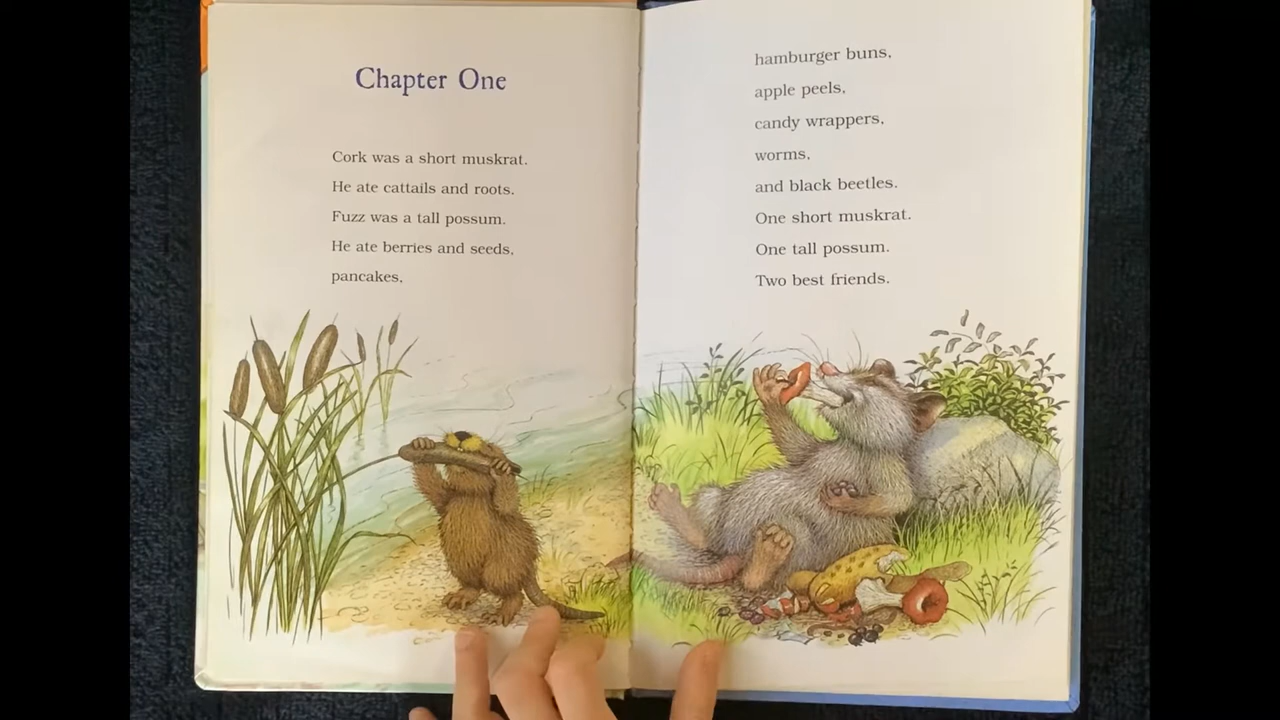 Chapter One
Cork was a short muskrat.
He ate cattails and roots.
Fuzz was a tall possum.
He ate berries and seeds,
pancakes,
hamburger buns,
apple peels,
candy wrappers,
worms,
and black beetles.
One short muskrat.
One tall possum.
Two best friends.